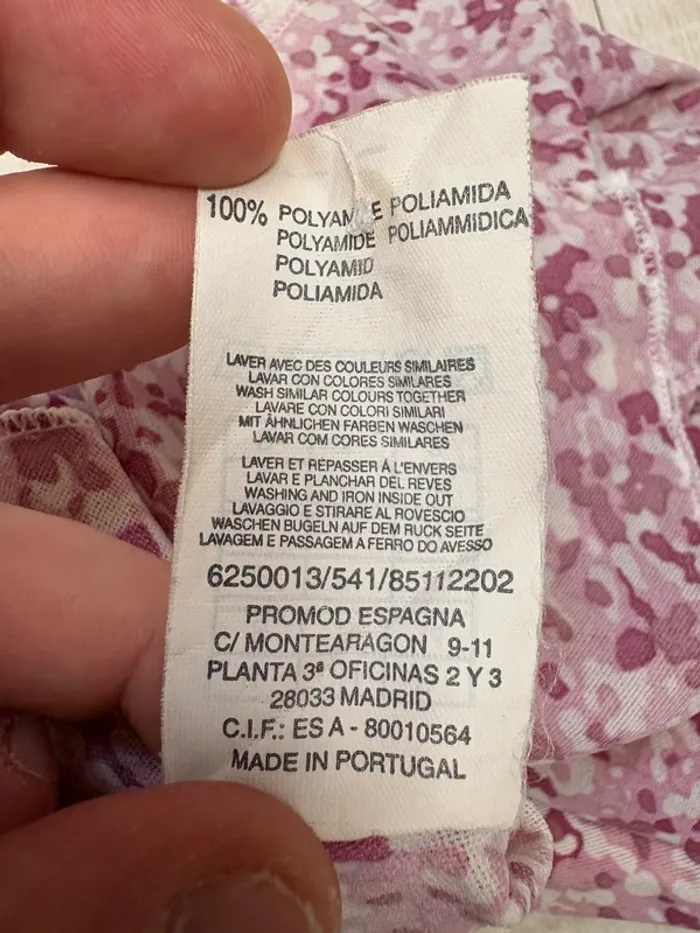 100% POLYAMIDE POLIAMIDA
POLYAMIDE POLIAMMIDICA
POLYAMID
POLIAMIDA
LAVER AVEC DES COULEURS SIMILAIRES
LAVAR CON COLORES SIMILARES
WASH SIMILAR COLOURS TOGETHER
LAVARE CON COLORI SIMILARI
MIT ÄHNLICHEN FARBEN WASCHEN
LAVAR COM CORES SIMILARES
LAVER ET REPASSER À L'ENVERS
LAVAR E PLANCHAR DEL REVES
WASHING AND IRON INSIDE OUT
LAVAGGIO E STIRARE AL ROVESCIO
WASCHEN BUGELN AUF DEM RUCK SEITE
LAVAGEM E PASSAGEM A FERRO DO AVESSO
6250013/541/85112202
PROMOD ESPAGNA
C/ MONTEARAGON 9-11
PLANTA 3ª OFICINAS 2 Y 3
28033 MADRID
C.I.F.: ES A - 80010564
MADE IN PORTUGAL